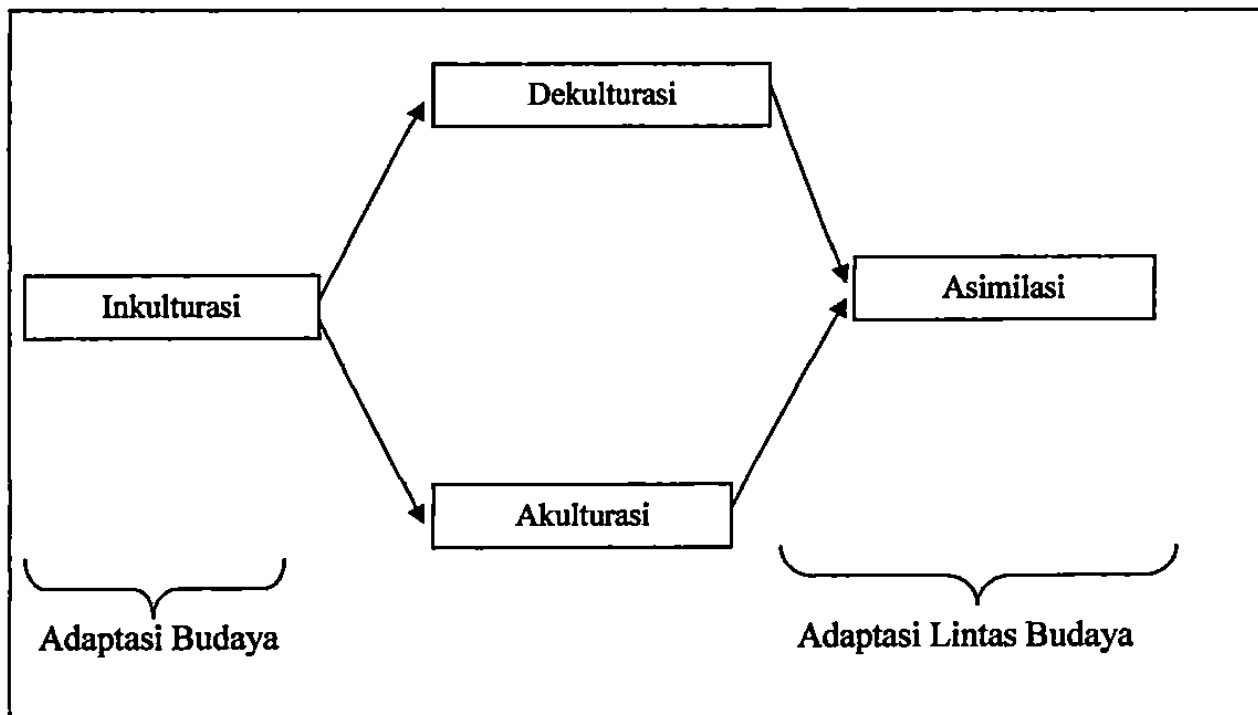 Dekulturasi
Inkulturasi
Asimilasi
Akulturasi
Adaptasi Budaya
Adaptasi Lintas Budaya